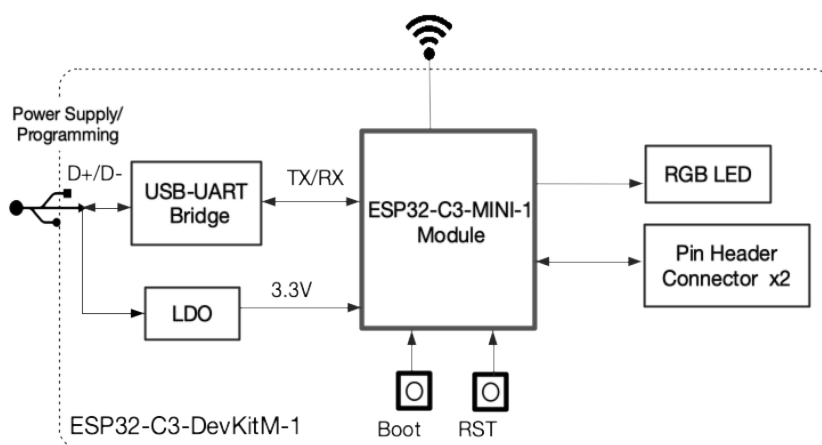 Power Supply/
Programming
D+/D-
USB-UART
Bridge
TX/RX
ESP32-C3-MINI-1
Module
RGB LED
Pin Header
Connector x2
LDO
3.3V
Boot
RST
ESP32-C3-DevKitM-1